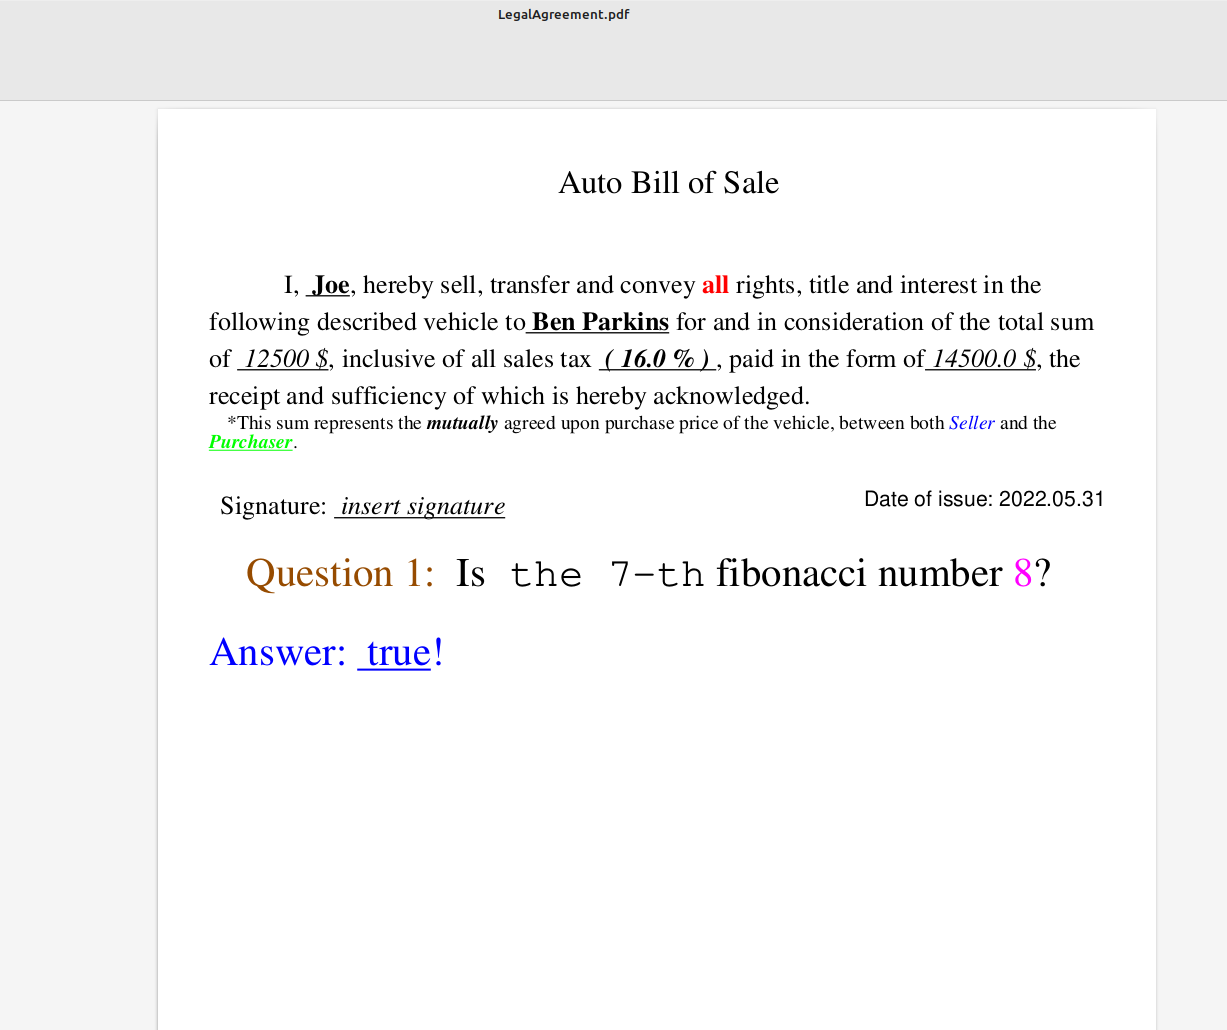 LegalAgreement.pdf
Auto Bill of Sale
I, Joe, hereby sell, transfer and convey all rights, title and interest in the
following described vehicle to Ben Parkins for and in consideration of the total sum
of 12500 $, inclusive of all sales tax ( 16.0 % ) , paid in the form of 14500.0 $, the
receipt and sufficiency of which is hereby acknowledged.
*This sum represents the mutually agreed upon purchase price of the vehicle, between both Seller and the
Purchaser.
Signature: insert signature
Date of issue: 2022.05.31
Question 1: Is the 7-th fibonacci number 8?
Answer: true!